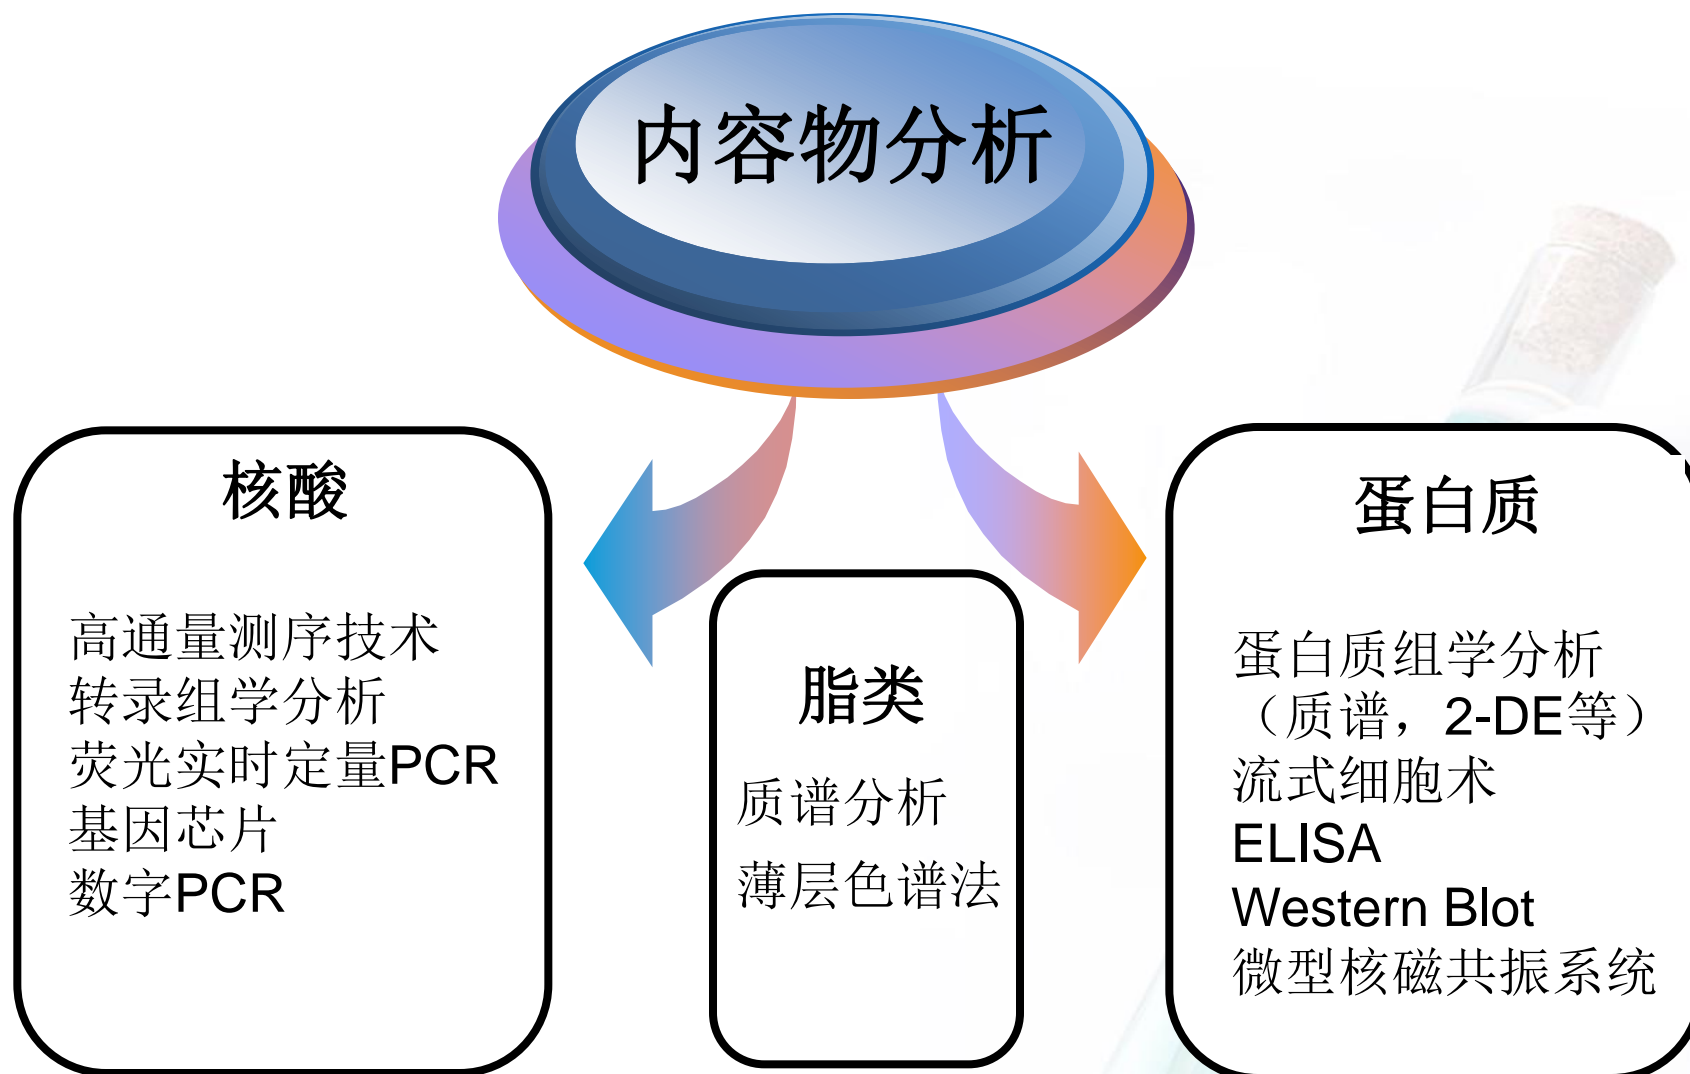 内容物分析
核酸
高通量测序技术
转录组学分析
荧光实时定量PCR
基因芯片
数字PCR
脂类
质谱分析
薄层色谱法
蛋白质
蛋白质组学分析
（质谱，2-DE等）
流式细胞术
ELISA
Western Blot
微型核磁共振系统